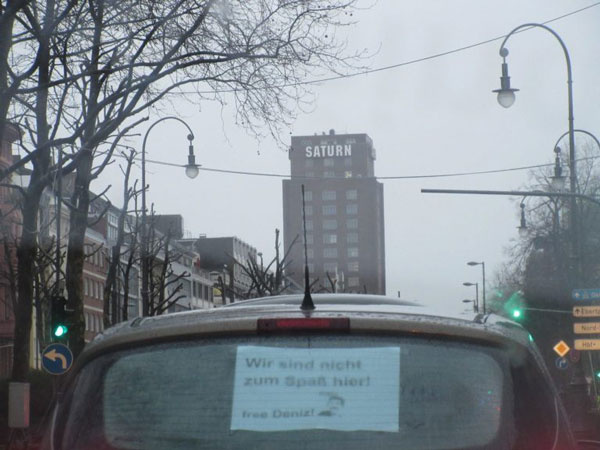 SATURN
Wir sind nicht
zum Spaß hier!
free Deniz!